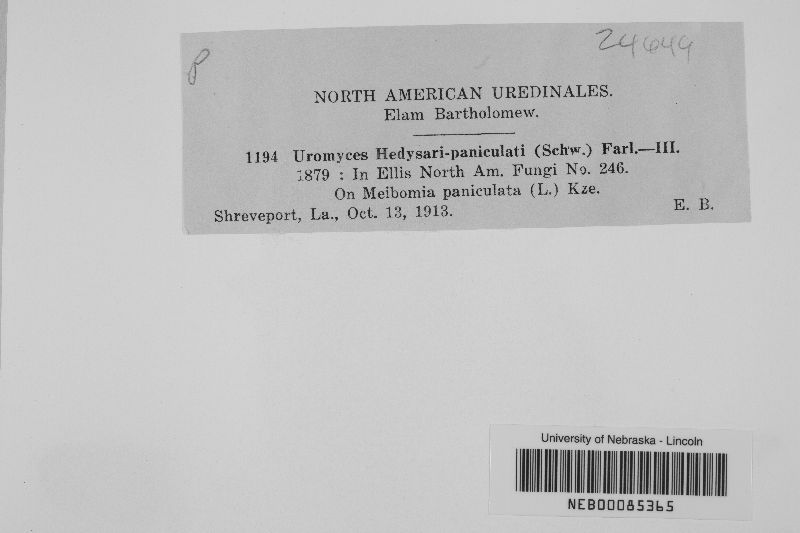 24649
P
NORTH AMERICAN UREDINALES.
Elam Bartholomew.
1194 Uromyces Hedysari-paniculati (Schw.) Farl.—III.
1879 : In Ellis North Am. Fungi No. 246.
On Meibomia paniculata (L.) Kze.
Shreveport, La., Oct. 13, 1913. E. B.
University of Nebraska - Lincoln
NEB00085365